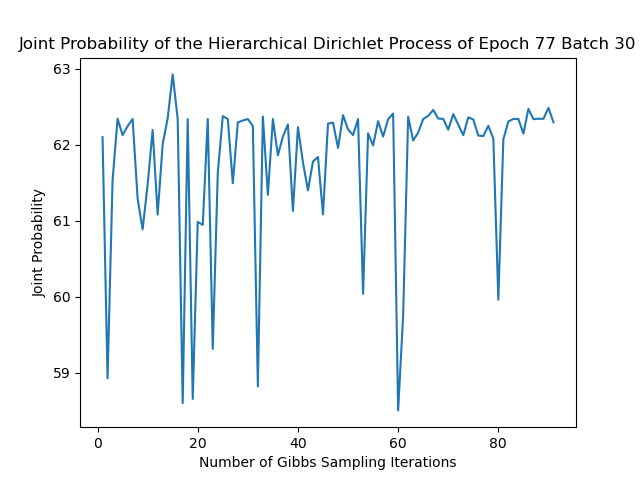 Joint Probability of the Hierarchical Dirichlet Process of Epoch 77 Batch 30
63
62
61
60
59
Joint Probability
0 20 40 60 80
Number of Gibbs Sampling Iterations